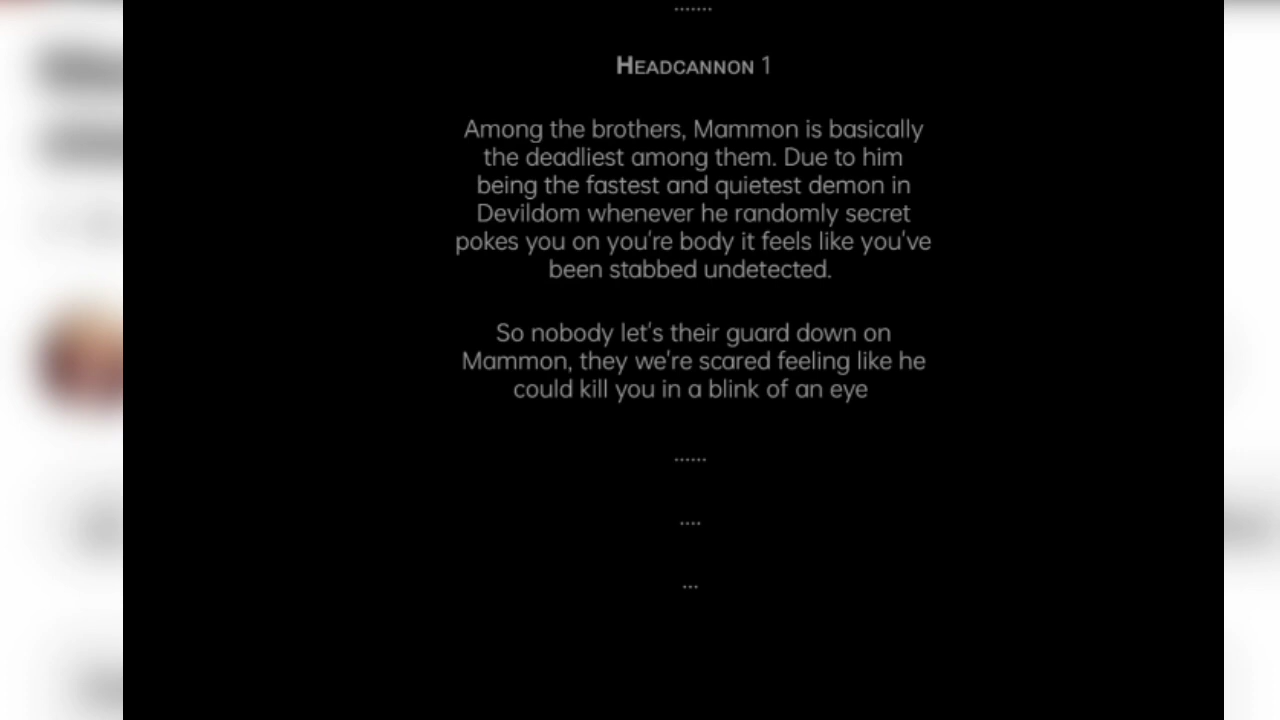 .......
HEADCANNON 1
Among the brothers, Mammon is basically
the deadliest among them. Due to him
being the fastest and quietest demon in
Devildom whenever he randomly secret
pokes you on you're body it feels like you've
been stabbed undetected.
So nobody let's their guard down on
Mammon, they we're scared feeling like he
could kill you in a blink of an eye
......
....
...